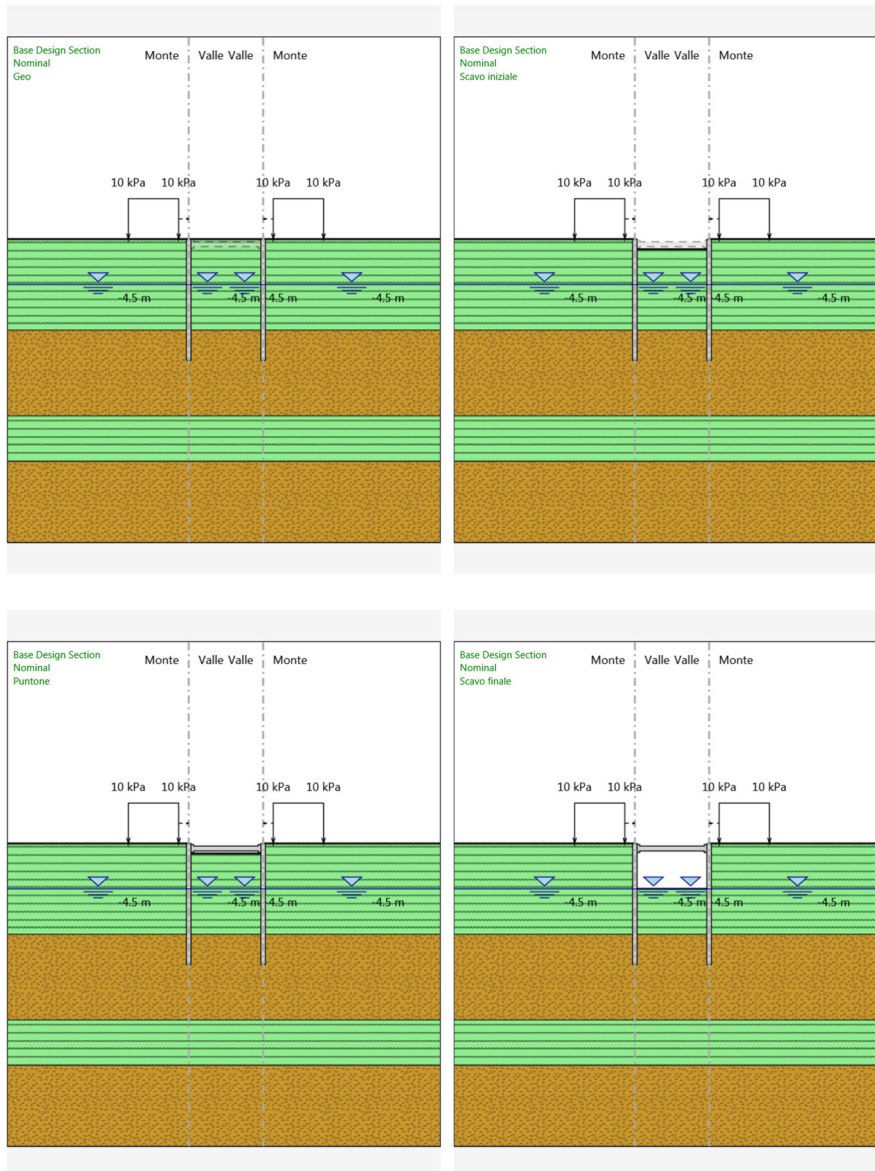 Base Design Section
Nominal
Geo
Monte Valle Valle Monte
10 kPa 10 kPa 10 kPa 10 kPa
-4.5 m -4.5 m -4.5 m -4.5 m
Base Design Section
Nominal
Scavo iniziale
Monte Valle Valle Monte
10 kPa 10 kPa 10 kPa 10 kPa
-4.5 m -4.5 m -4.5 m -4.5 m
Base Design Section
Nominal
Puntone
Monte Valle Valle Monte
10 kPa 10 kPa 10 kPa 10 kPa
-4.5 m -4.5 m -4.5 m -4.5 m
Base Design Section
Nominal
Scavo finale
Monte Valle Valle Monte
10 kPa 10 kPa 10 kPa 10 kPa
-4.5 m -4.5 m -4.5 m -4.5 m